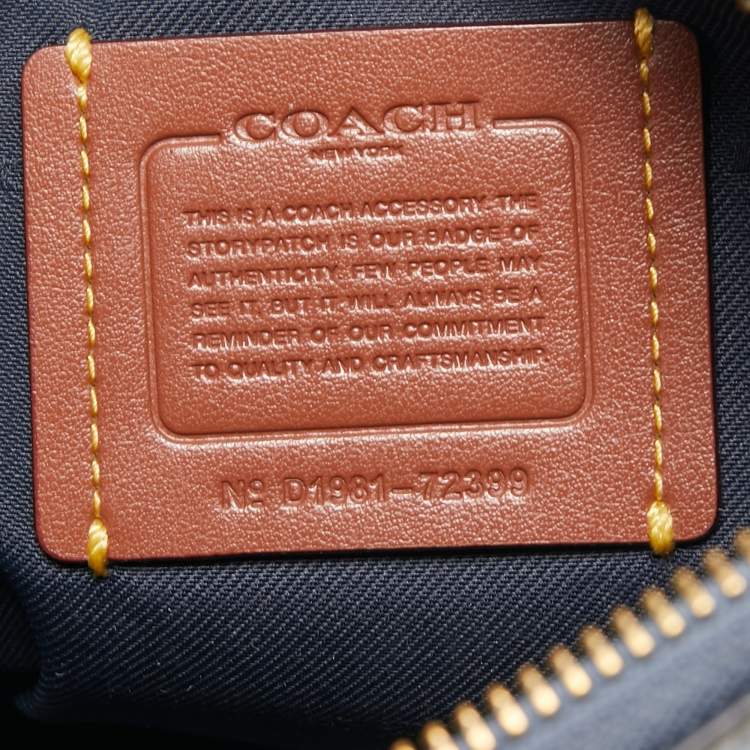 COACH
NEW YORK
THIS IS A COACH ACCESSORY. THE
STORYPATCH IS OUR BADGE OF
AUTHENTICITY. FEW PEOPLE MAY
SEE IT, BUT IT WILL ALWAYS BE A
REMINDER OF OUR COMMITMENT
TO QUALITY AND CRAFTSMANSHIP.
Nº D1981-72399